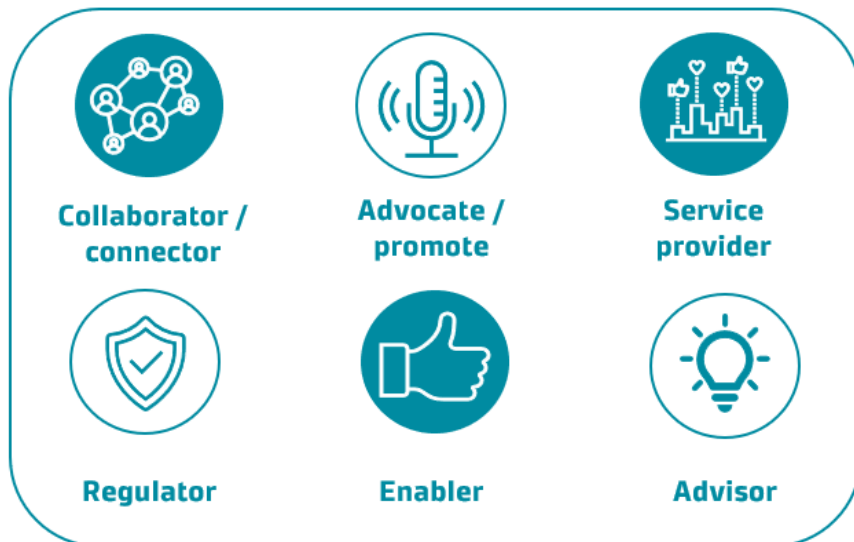 Collaborator /
connector
Advocate /
promote
Service
provider
Regulator
Enabler
Advisor